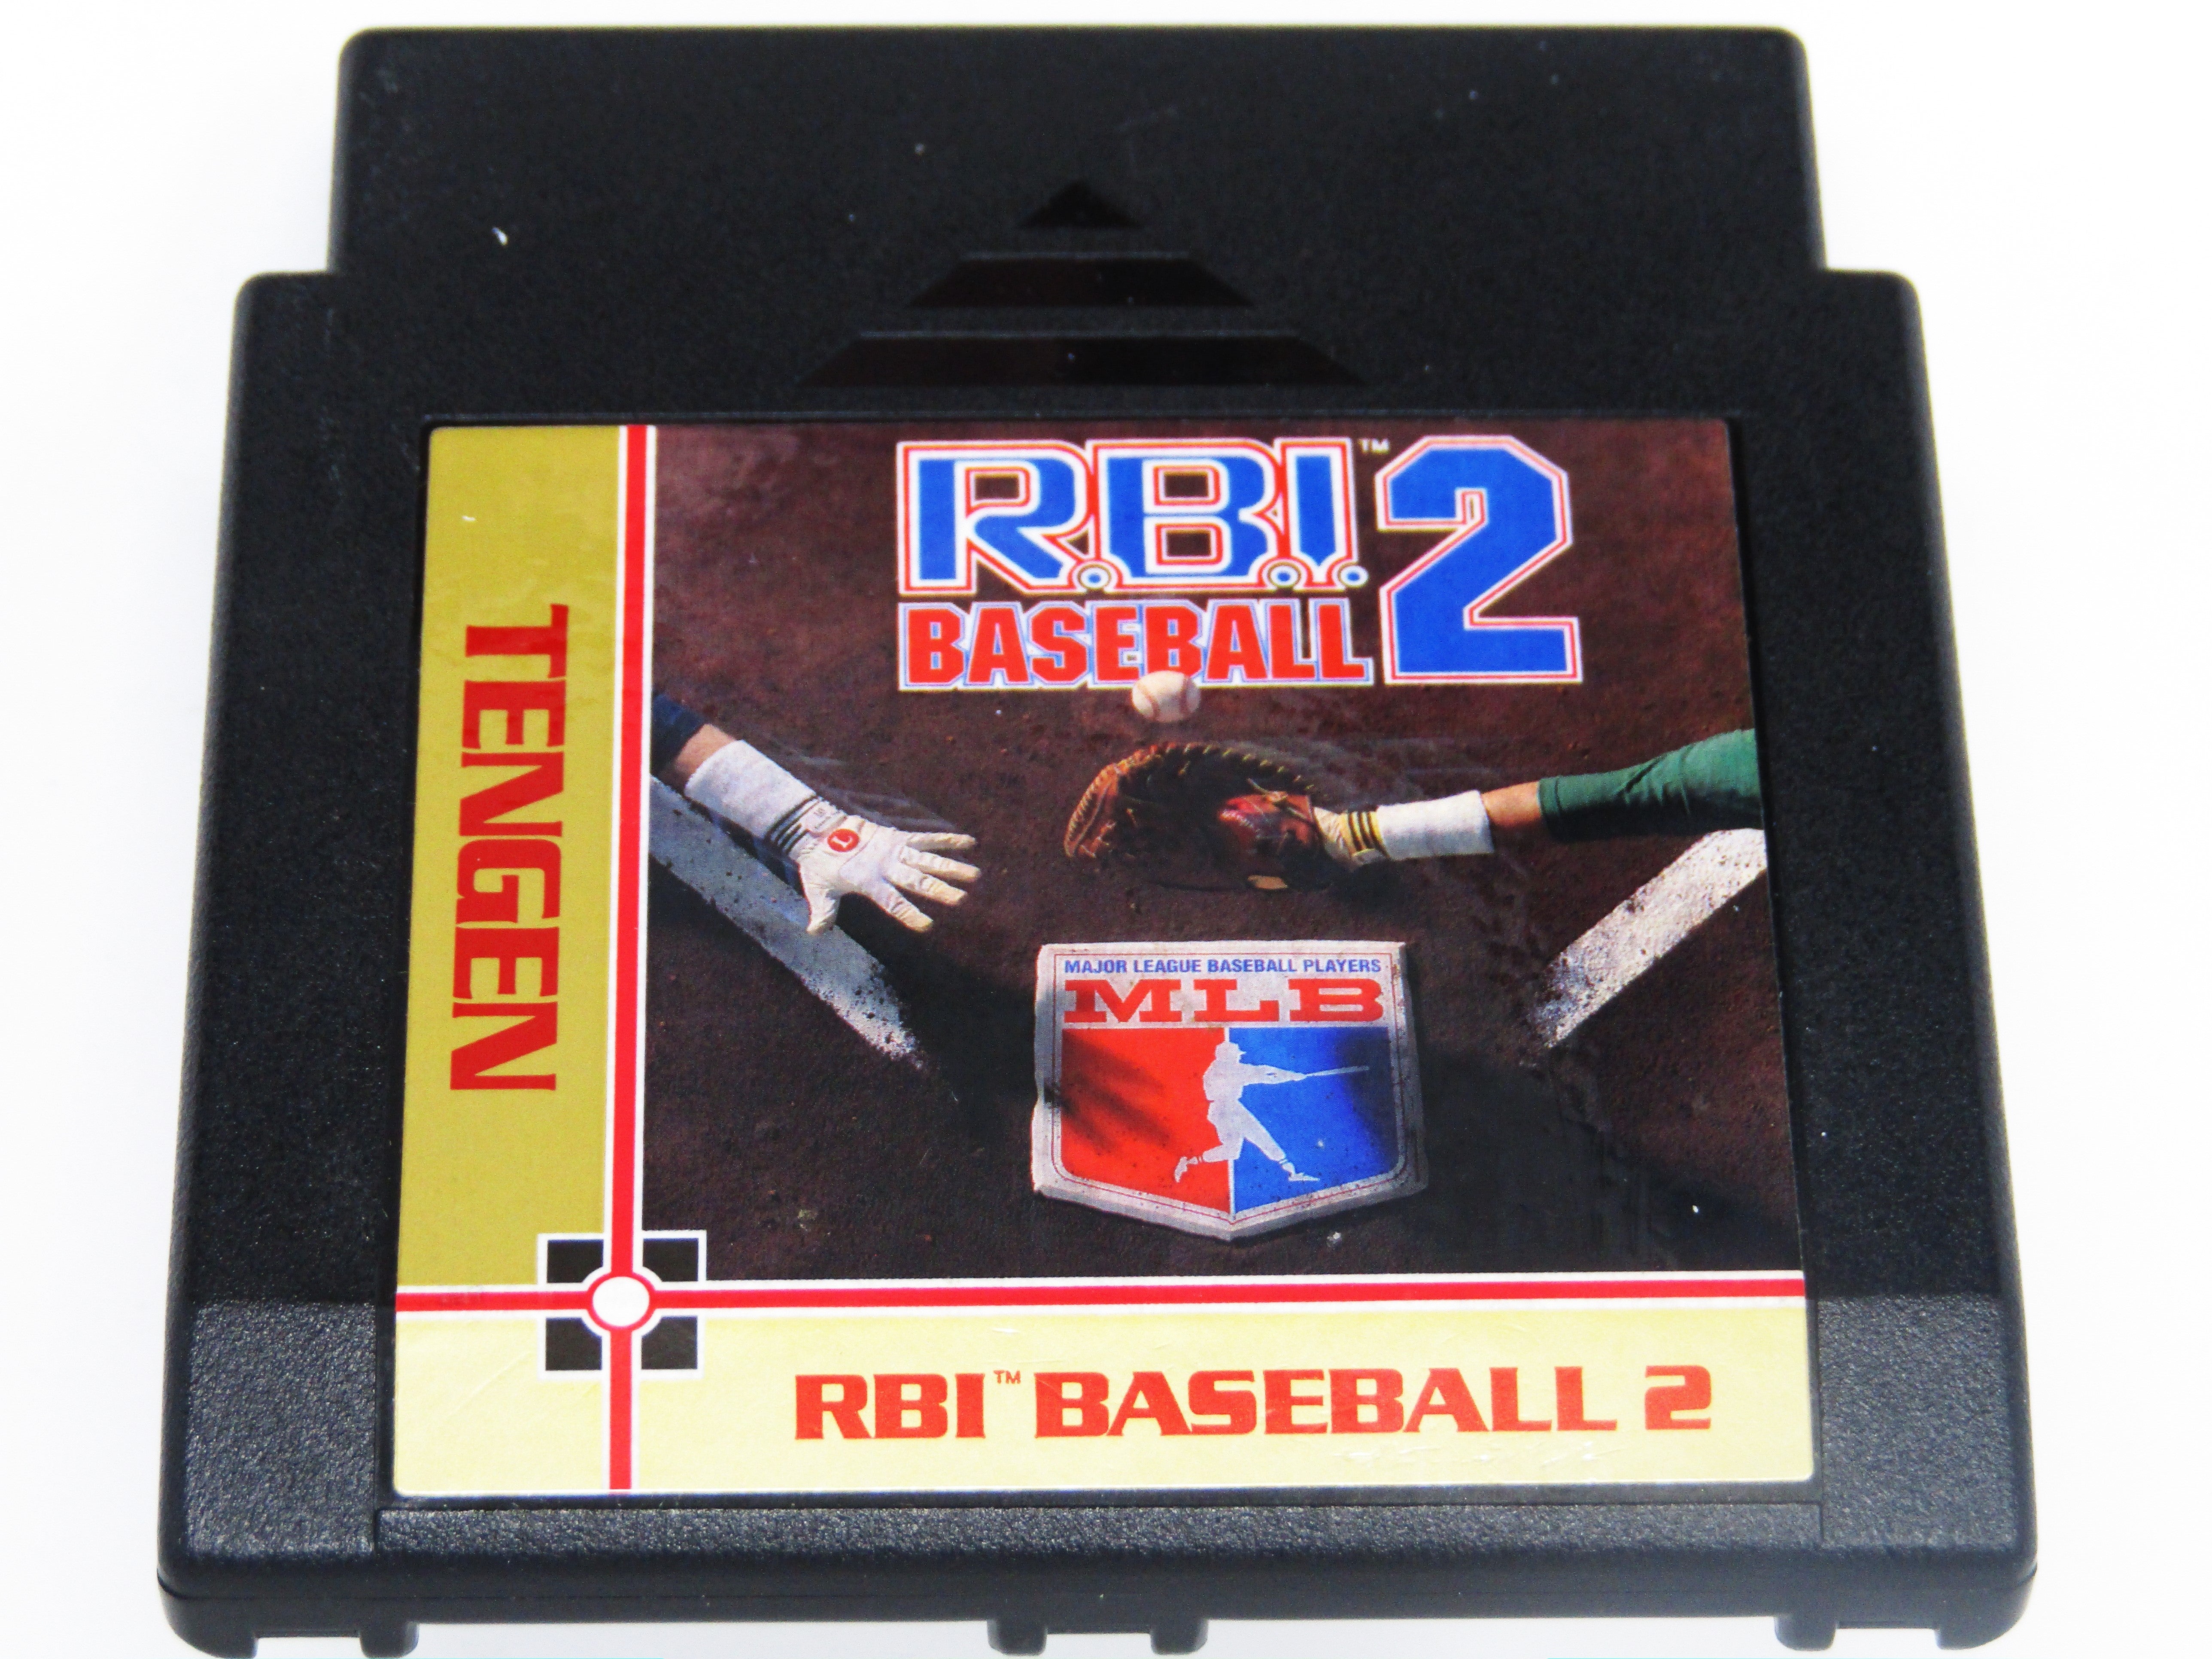 R.B.I.™ 2
BASEBALL
TENGEN
L
MAJOR LEAGUE BASEBALL PLAYERS
MLB
RBI™ BASEBALL 2